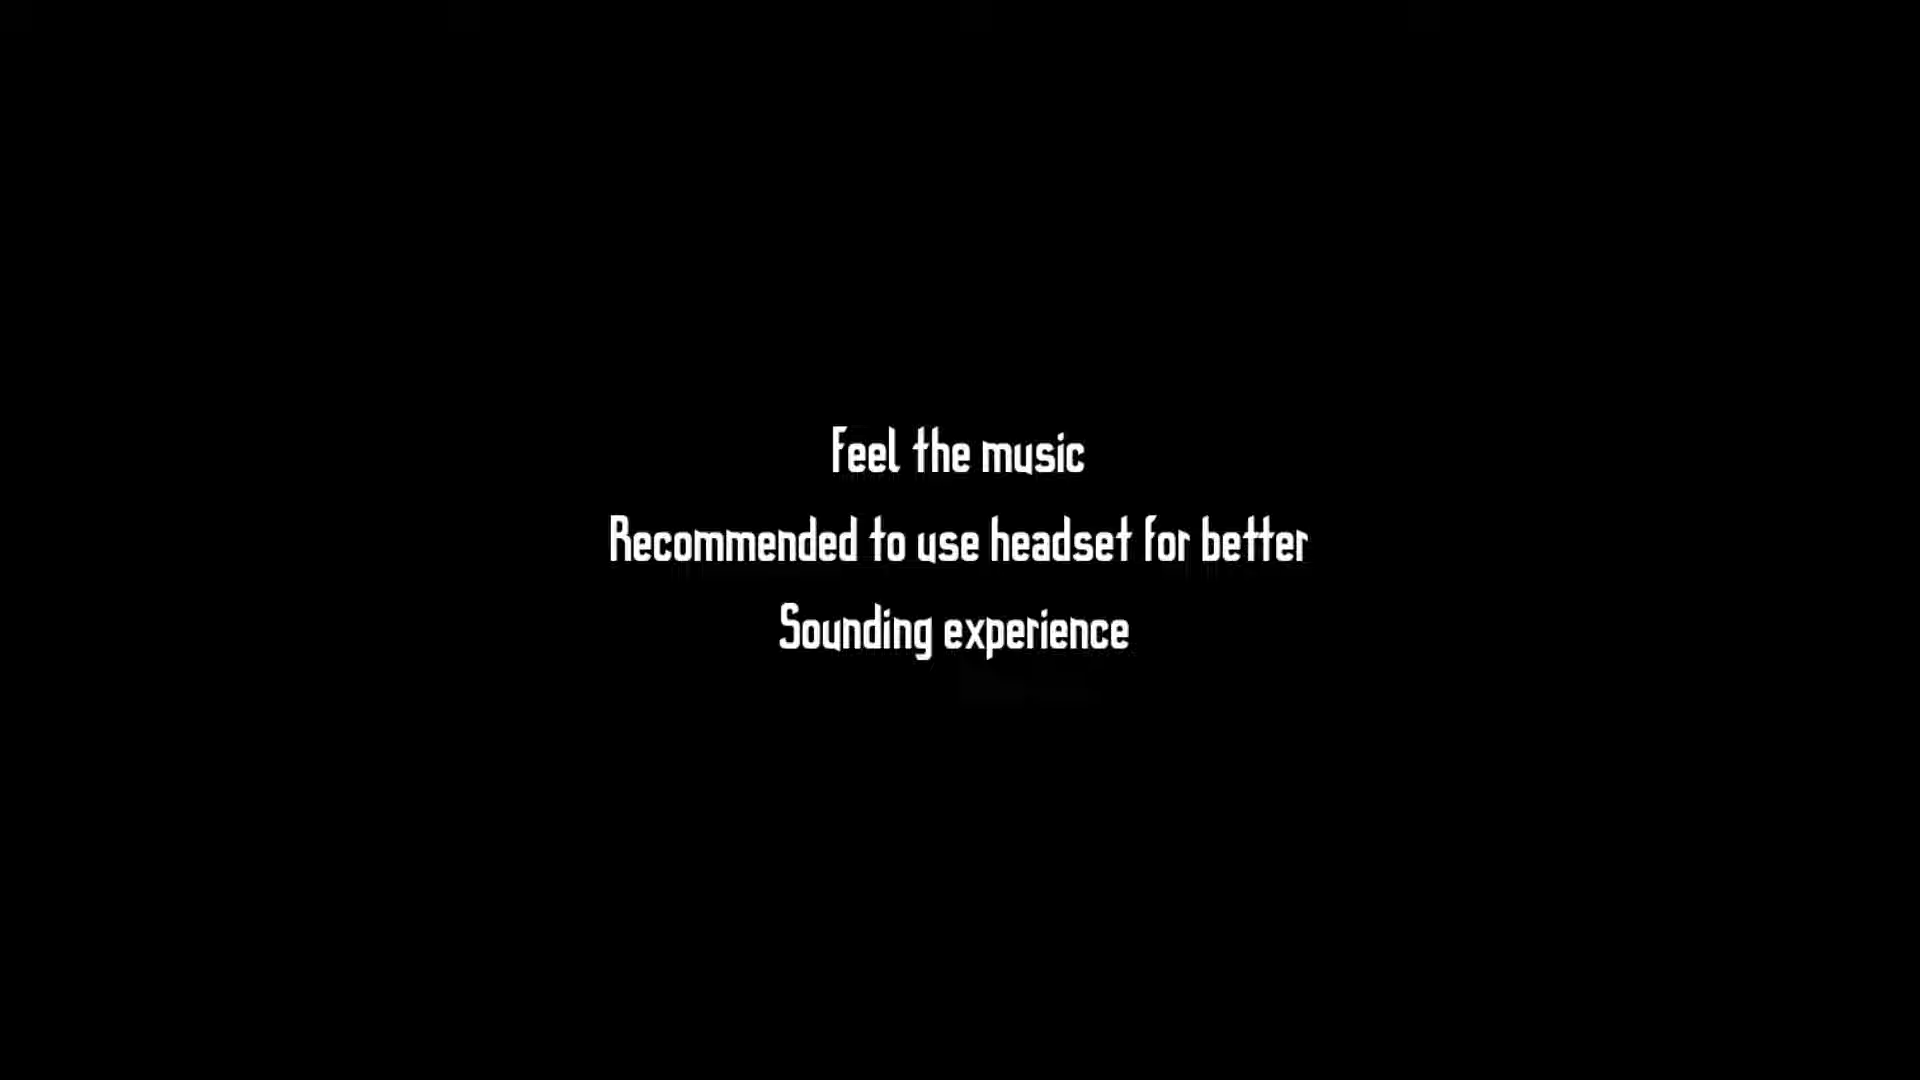 Feel the music
Recommended to use headset for better
Sounding experience